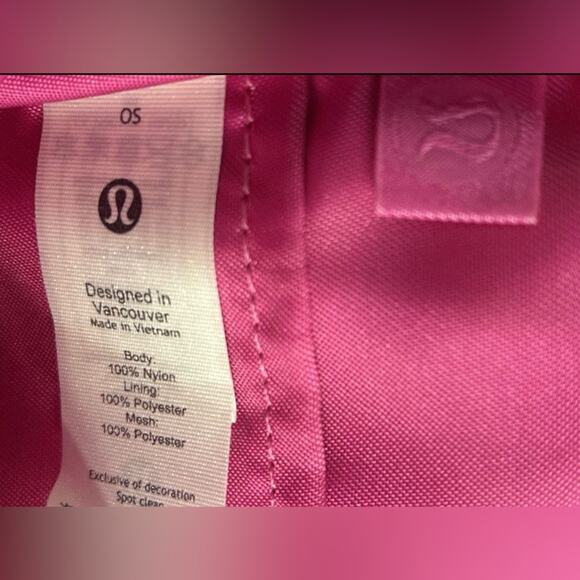 OS
Designed in
Vancouver
Made in Vietnam
Body:
100% Nylon
Lining:
100% Polyester
Mesh:
100% Polyester
Exclusive of decoration
Spot clean